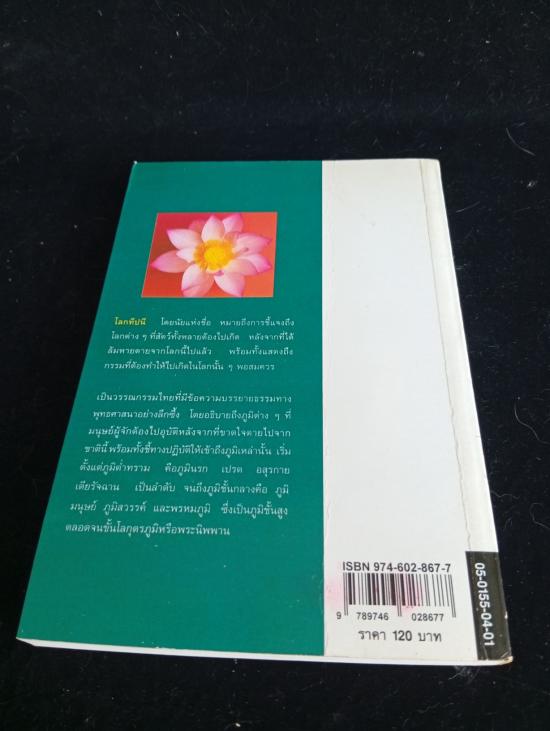 โลกทีปนี โดยนัยแห่งชื่อ หมายถึงการชี้แจงถึง
โลกต่าง ๆ ที่สัตว์ทั้งหลายต้องไปเกิด หลังจากที่ได้
ล้มหายตายจากโลกนี้ไปแล้ว พร้อมทั้งแสดงถึง
กรรมที่ต้องทำให้ไปเกิดในโลกนั้น ๆ พอสมควร
เป็นวรรณกรรมไทยที่มีข้อความบรรยายธรรมทาง
พุทธศาสนาอย่างลึกซึ้ง โดยอธิบายถึงภูมิต่าง ๆ ที่
มนุษย์ผู้จักต้องไปอุบัติหลังจากที่ขาดใจตายไปจาก
ชาตินี้ พร้อมทั้งชี้ทางปฏิบัติให้เข้าถึงภูมิเหล่านั้น เริ่ม
ตั้งแต่ภูมิต่ำทราม คือภูมินรก เปรต อสุรกาย
เดียรัจฉาน เป็นลำดับ จนถึงภูมิชั้นกลางคือ ภูมิ
มนุษย์ ภูมิสวรรค์ และพรหมภูมิ ซึ่งเป็นภูมิชั้นสูง
ตลอดจนชั้นโลกุตรภูมิหรือพระนิพพาน
ISBN 974-602-867-7
9 789746 028677
ราคา 120 บาท
05-0155-04-01